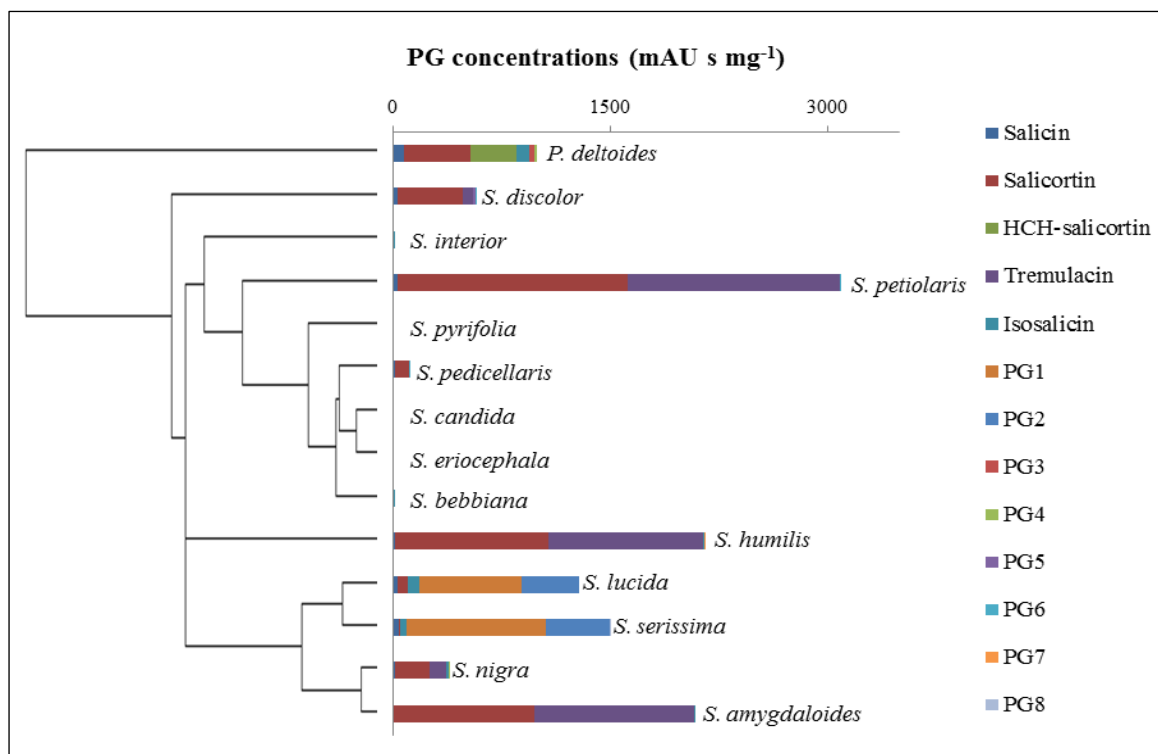 PG concentrations (mAU s mg⁻¹)
0 1500 3000
P. deltoides
S. discolor
S. interior
S. petiolaris
S. pyrifolia
S. pedicellaris
S. candida
S. eriocephala
S. bebbiana
S. humilis
S. lucida
S. serissima
S. nigra
S. amygdaloides
Salicin
Salicortin
HCH-salicortin
Tremulacin
Isosalicin
PG1
PG2
PG3
PG4
PG5
PG6
PG7
PG8